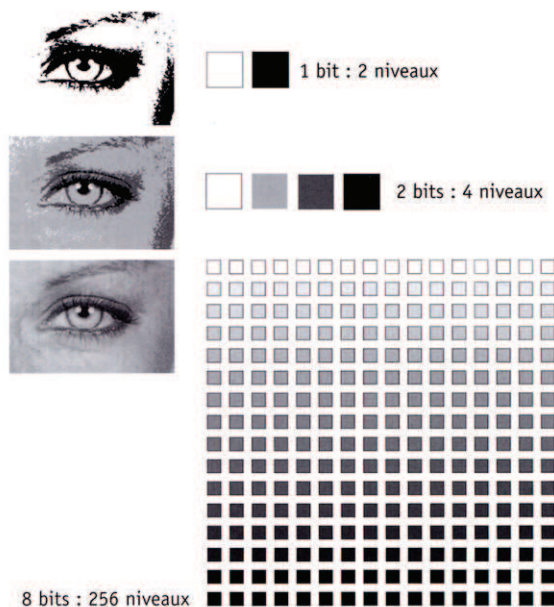 1 bit : 2 niveaux
2 bits : 4 niveaux
8 bits : 256 niveaux